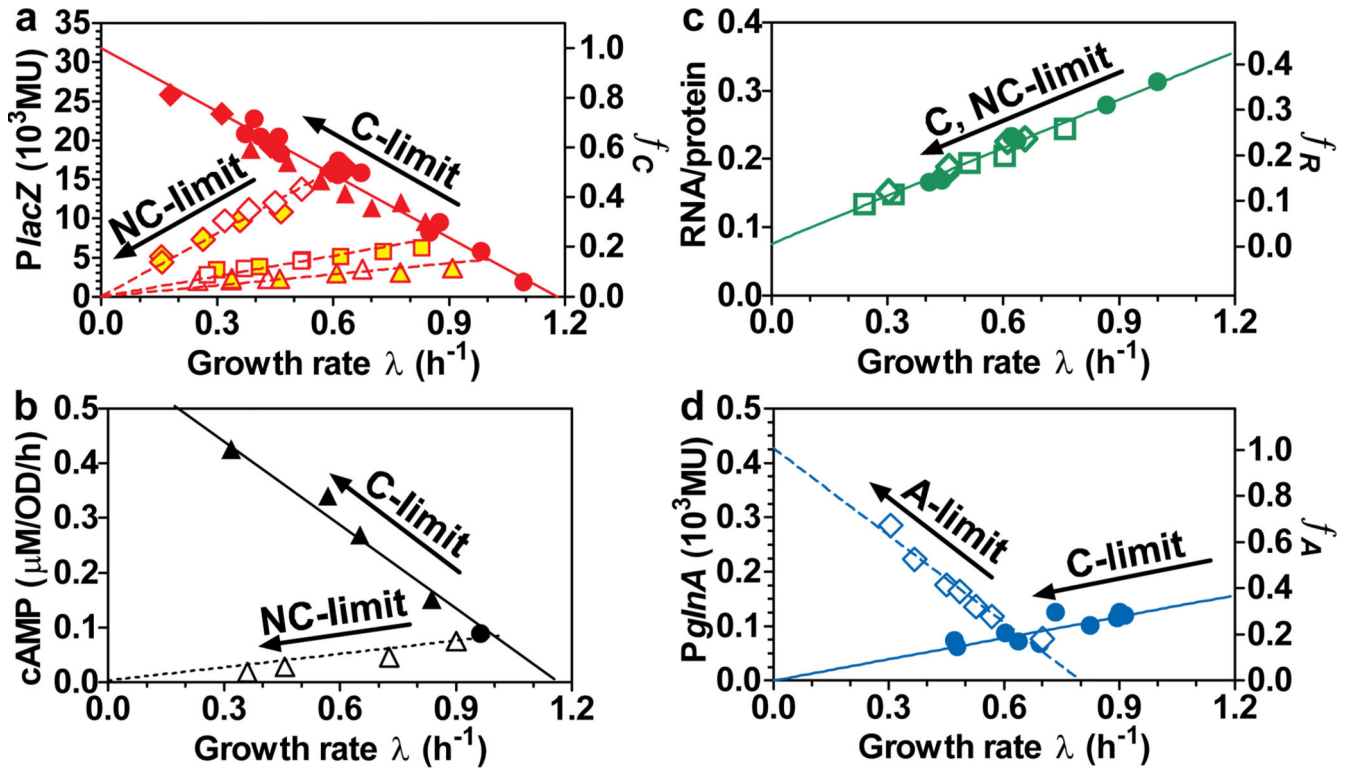 a
35
30
25
20
15
10
5
0
PlacZ (10³MU)
1.0
0.8
0.6
0.4
0.2
0.0
fC
C-limit
NC-limit
0.0 0.3 0.6 0.9 1.2
Growth rate λ (h⁻¹)
c
0.4
0.3
0.2
0.1
0.0
RNA/protein
C, NC-limit
0.4
0.3
0.2
0.1
0.0
fR
0.0 0.3 0.6 0.9 1.2
Growth rate λ (h⁻¹)
b
0.5
0.4
0.3
0.2
0.1
0.0
cAMP (μM/OD/h)
C-limit
NC-limit
0.0 0.3 0.6 0.9 1.2
Growth rate λ (h⁻¹)
d
0.5
0.4
0.3
0.2
0.1
0.0
PglnA (10³MU)
A-limit
C-limit
1.0
0.8
0.6
0.4
0.2
0.0
fA
0.0 0.3 0.6 0.9 1.2
Growth rate λ (h⁻¹)